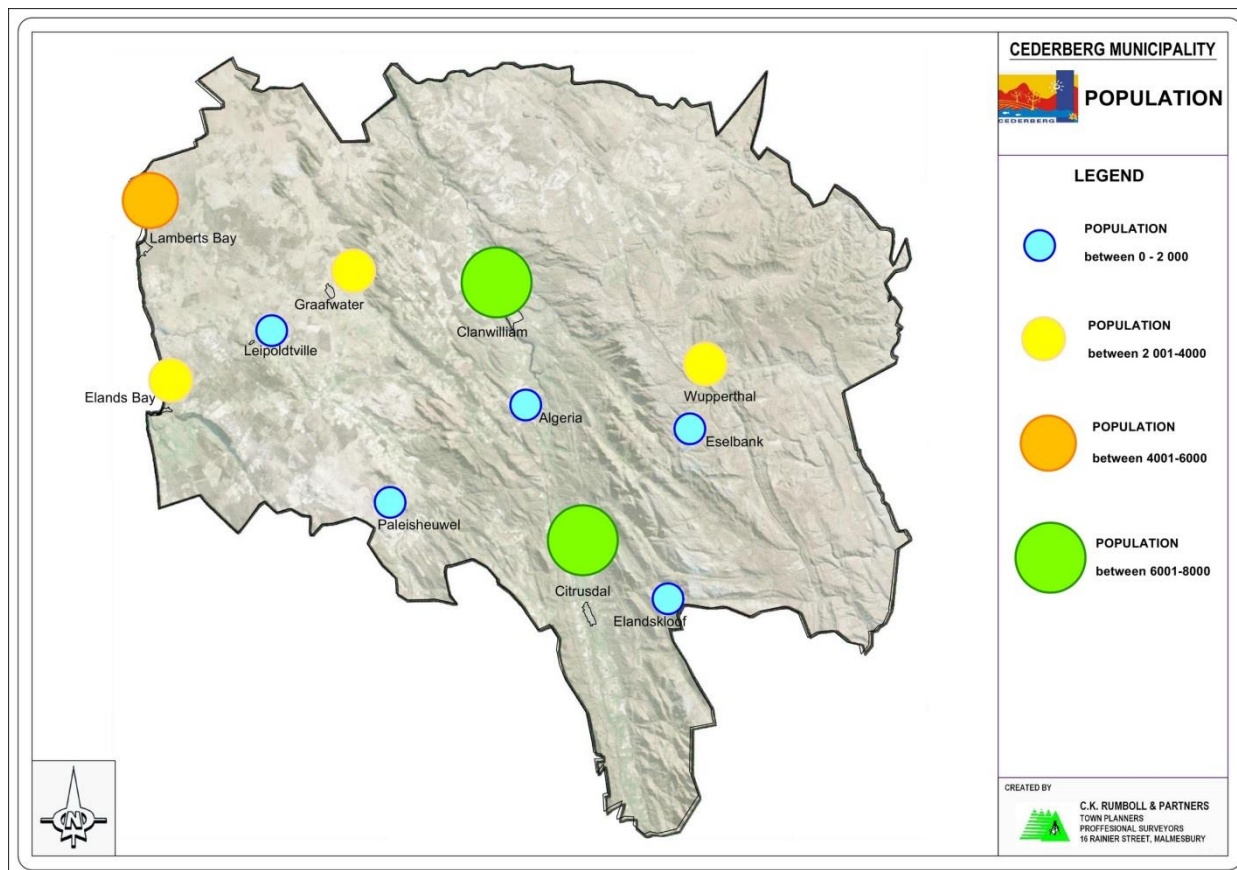 CEDERBERG MUNICIPALITY
CEDERBERG
POPULATION
LEGEND
POPULATION
between 0 - 2 000
POPULATION
between 2 001-4000
POPULATION
between 4001-6000
POPULATION
between 6001-8000
Lamberts Bay
Graafwater
Clanwilliam
Leipoldtville
Elands Bay
Wupperthal
Algeria
Eselbank
Paleisheuwel
Citrusdal
Elandskloof
N
CREATED BY
C.K. RUMBOLL & PARTNERS
TOWN PLANNERS
PROFFESIONAL SURVEYORS
16 RAINIER STREET, MALMESBURY